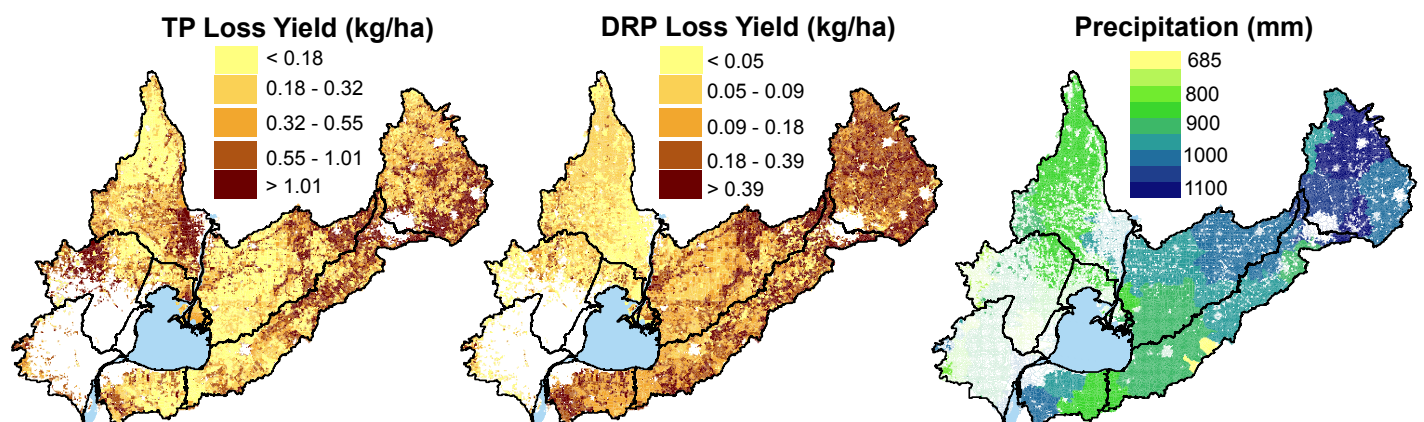 TP Loss Yield (kg/ha)
< 0.18
0.18 - 0.32
0.32 - 0.55
0.55 - 1.01
> 1.01
DRP Loss Yield (kg/ha)
< 0.05
0.05 - 0.09
0.09 - 0.18
0.18 - 0.39
> 0.39
Precipitation (mm)
685
800
900
1000
1100